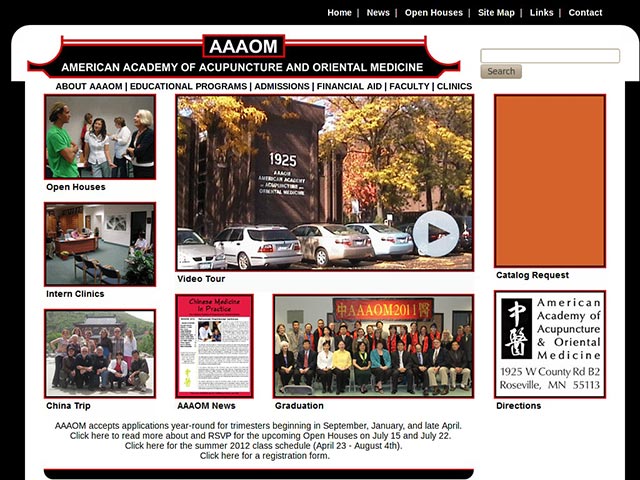 Home | News | Open Houses | Site Map | Links | Contact
AAAOM
AMERICAN ACADEMY OF ACUPUNCTURE AND ORIENTAL MEDICINE
Search
ABOUT AAAOM | EDUCATIONAL PROGRAMS | ADMISSIONS | FINANCIAL AID | FACULTY | CLINICS
Open Houses
1925
AAAOM
AMERICAN ACADEMY
OF ACUPUNCTURE AND
ORIENTAL MEDICINE
Video Tour
Catalog Request
Intern Clinics
Chinese Medicine
In Practice
中AAAOM2011醫
中醫
American
Academy of
Acupuncture
& Oriental
Medicine
1925 W County Rd B2
Roseville, MN 55113
China Trip
AAAOM News
Graduation
Directions
AAAOM accepts applications year-round for trimesters beginning in September, January, and late April.
Click here to read more about and RSVP for the upcoming Open Houses on July 15 and July 22.
Click here for the summer 2012 class schedule (April 23 - August 4th).
Click here for a registration form.